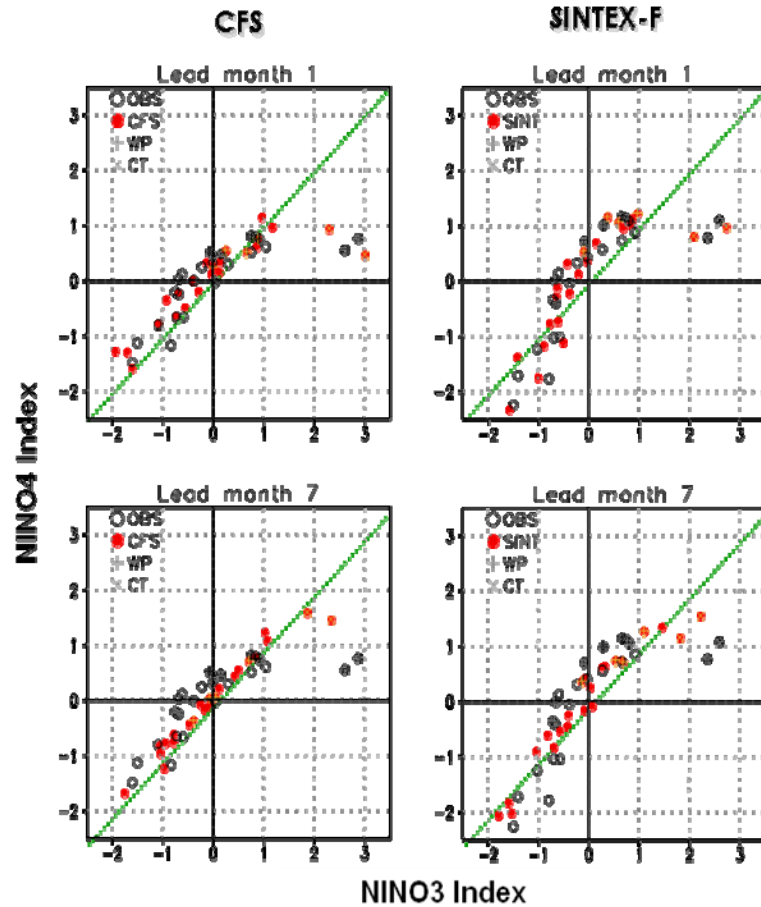 CFS
SINTEX-F
Lead month 1
OBS
CFS
WP
CT
3
2
1
0
-1
-2
-2 -1 0 1 2 3
Lead month 1
OBS
SINT
WP
CT
3
2
1
0
-1
-2
-2 -1 0 1 2 3
NINO4 Index
Lead month 7
OBS
CFS
WP
CT
3
2
1
0
-1
-2
-2 -1 0 1 2 3
Lead month 7
OBS
SINT
WP
CT
3
2
1
0
-1
-2
-2 -1 0 1 2 3
NINO3 Index